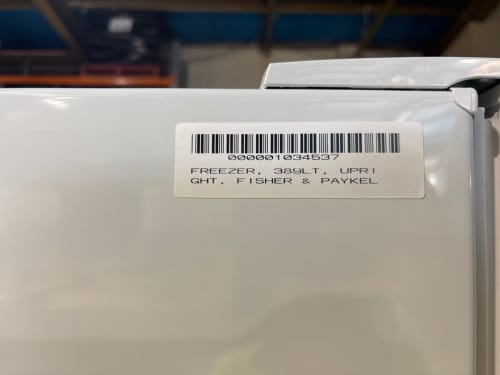 000001034537
FREEZER, 389LT, UPRI
GHT, FISHER & PAYKEL